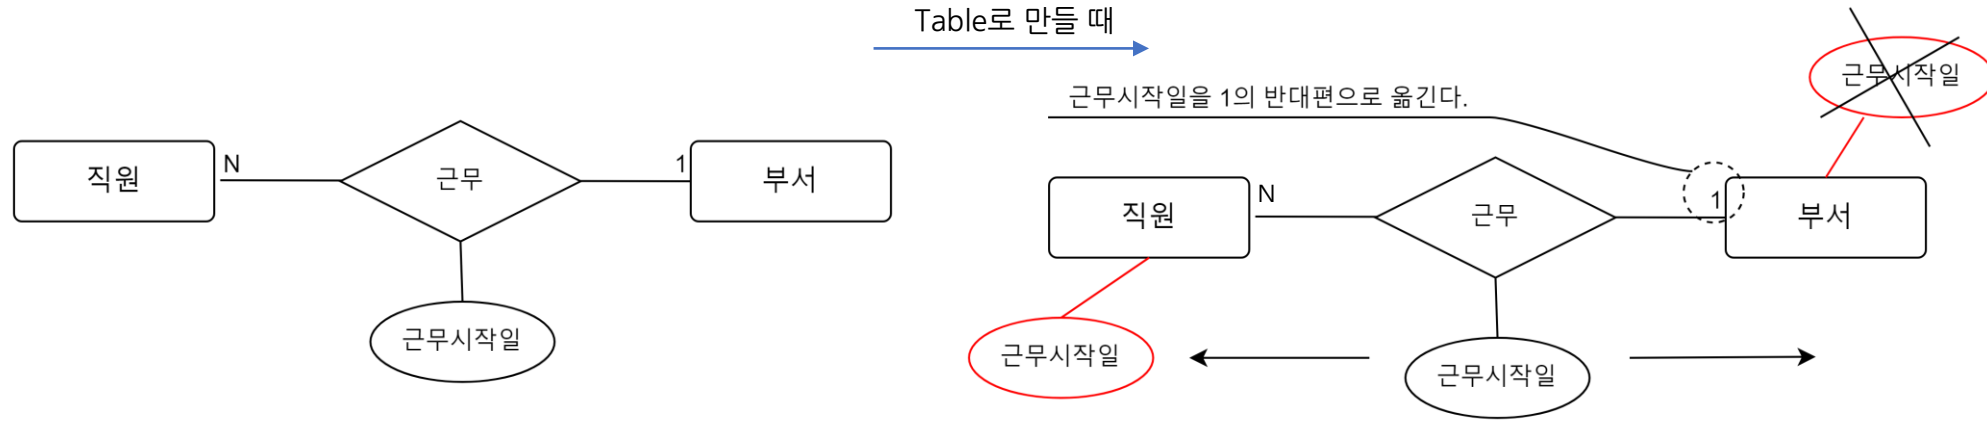 Table로 만들 때
근무시작일
근무시작일을 1의 반대편으로 옮긴다.
직원
N
근무
1
부서
근무시작일
직원
N
근무
1
부서
근무시작일
근무시작일